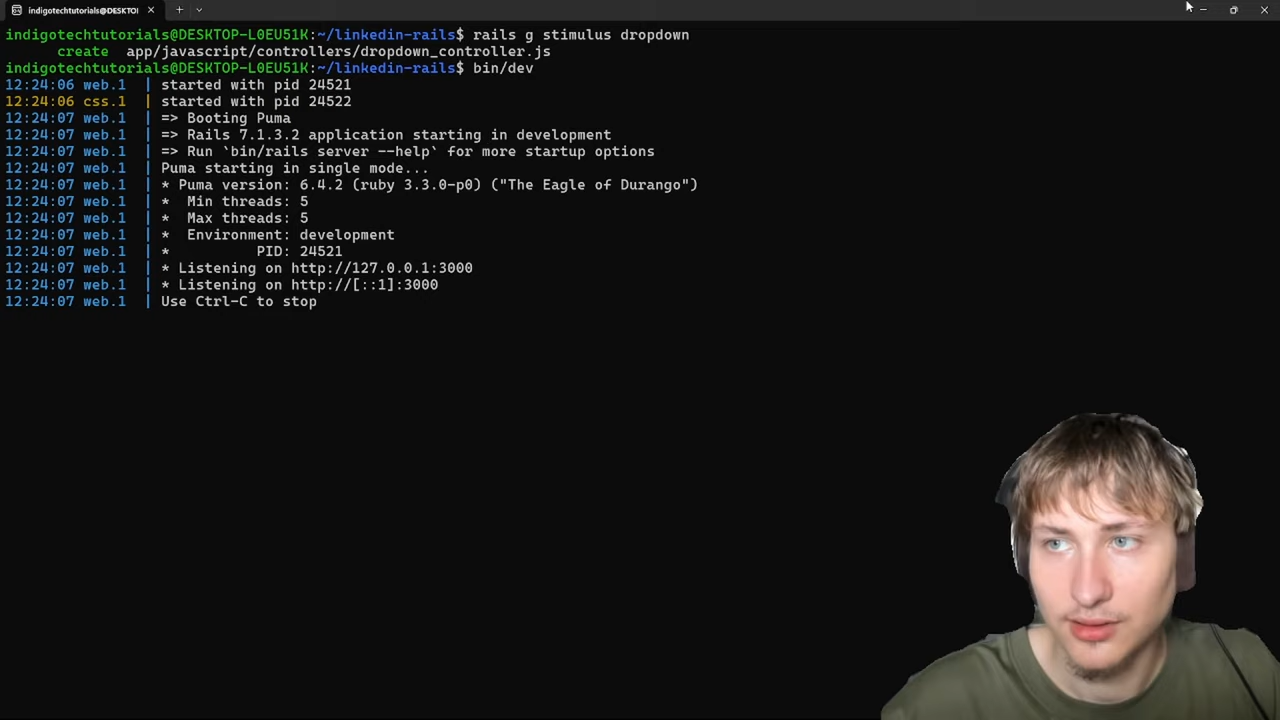 indigotechtutorials@DESKTOP-L0EU51K:~/linkedin-rails$ rails g stimulus dropdown
create app/javascript/controllers/dropdown_controller.js
indigotechtutorials@DESKTOP-L0EU51K:~/linkedin-rails$ bin/dev
12:24:06 web.1 | started with pid 24521
12:24:06 css.1 | started with pid 24522
12:24:07 web.1 | => Booting Puma
12:24:07 web.1 | => Rails 7.1.3.2 application starting in development
12:24:07 web.1 | => Run `bin/rails server --help` for more startup options
12:24:07 web.1 | Puma starting in single mode...
12:24:07 web.1 | * Puma version: 6.4.2 (ruby 3.3.0-p0) ("The Eagle of Durango")
12:24:07 web.1 | * Min threads: 5
12:24:07 web.1 | * Max threads: 5
12:24:07 web.1 | * Environment: development
12:24:07 web.1 | * PID: 24521
12:24:07 web.1 | * Listening on http://127.0.0.1:3000
12:24:07 web.1 | * Listening on http://[::1]:3000
12:24:07 web.1 | Use Ctrl-C to stop